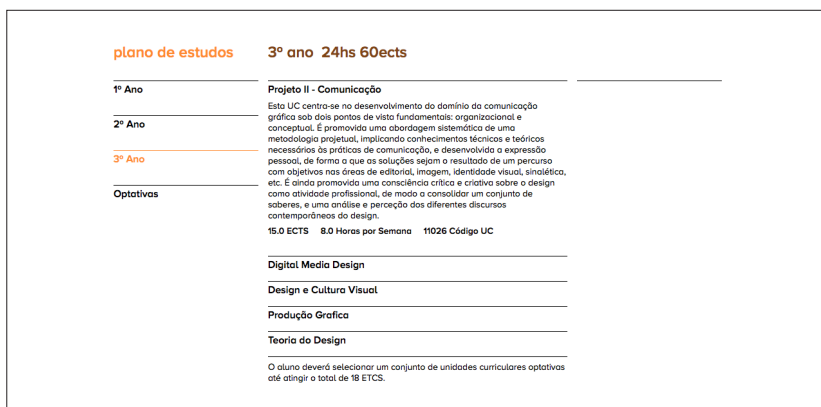 plano de estudos
3º ano 24hs 60ects
1º Ano
2º Ano
3º Ano
Optativas
Projeto II - Comunicação
Esta UC centra-se no desenvolvimento do domínio da comunicação
gráfica sob dois pontos de vista fundamentais: organizacional e
conceptual. É promovida uma abordagem sistemática de uma
metodologia projetual, implicando conhecimentos técnicos e teóricos
necessários às práticas de comunicação, e desenvolvida a expressão
pessoal, de forma a que as soluções sejam o resultado de um percurso
com objetivos nas áreas de editorial, imagem, identidade visual, sinalética,
etc. É ainda promovida uma consciência crítica e criativa sobre o design
como atividade profissional, de modo a consolidar um conjunto de
saberes, e uma análise e perceção dos diferentes discursos
contemporâneos do design.
15.0 ECTS 8.0 Horas por Semana 11026 Código UC
Digital Media Design
Design e Cultura Visual
Produção Grafica
Teoria do Design
O aluno deverá selecionar um conjunto de unidades curriculares optativas
até atingir o total de 18 ETCS.